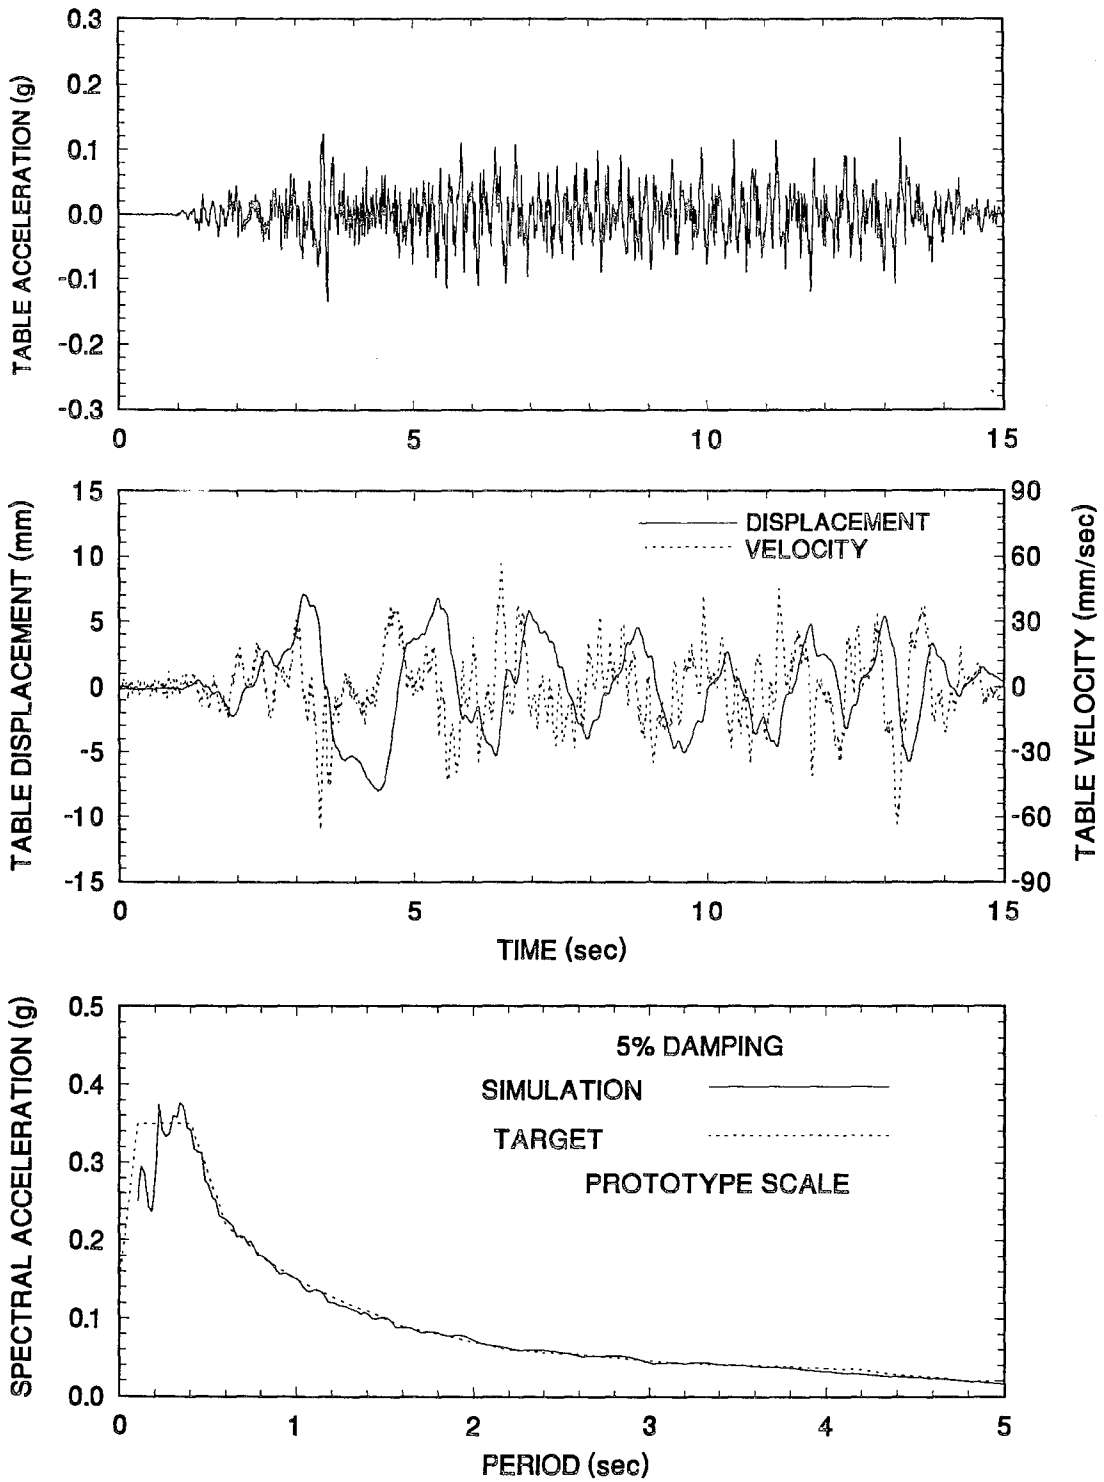 TABLE ACCELERATION (g)
0.3
0.2
0.1
0.0
-0.1
-0.2
-0.3
0 5 10 15
TABLE DISPLACEMENT (mm)
15
10
5
0
-5
-10
-15
DISPLACEMENT
VELOCITY
90
60
30
0
-30
-60
-90
TABLE VELOCITY (mm/sec)
0 5 10 15
TIME (sec)
SPECTRAL ACCELERATION (g)
0.5
0.4
0.3
0.2
0.1
0.0
5% DAMPING
SIMULATION
TARGET
PROTOTYPE SCALE
0 1 2 3 4 5
PERIOD (sec)